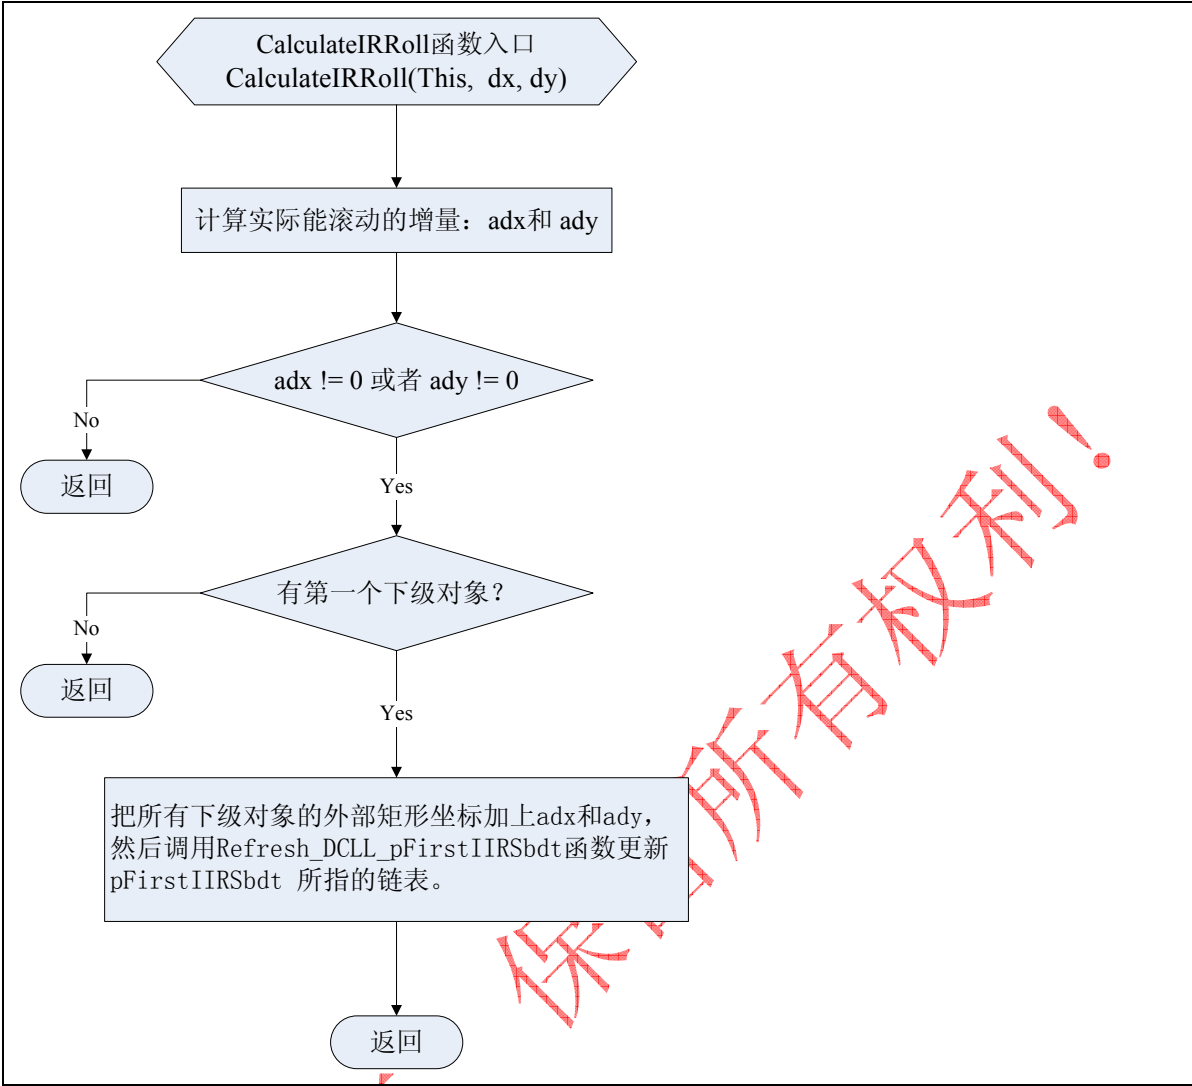 CalculateIRRoll函数入口
CalculateIRRoll(This, dx, dy)
计算实际能滚动的增量：adx和 ady
adx != 0 或者 ady != 0
No
返回
Yes
有第一个下级对象？
No
返回
Yes
把所有下级对象的外部矩形坐标加上adx和ady，
然后调用Refresh_DCLL_pFirstIIRSbdt函数更新
pFirstIIRSbdt 所指的链表。
返回
保留所有权利！